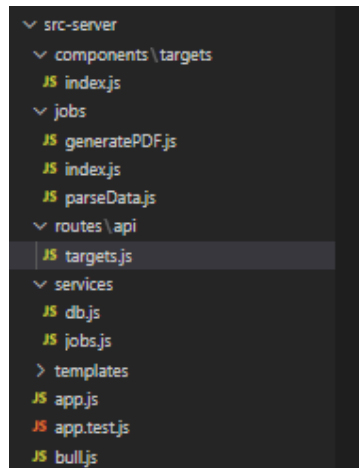 src-server
components\targets
JS index.js
jobs
JS generatePDF.js
JS index.js
JS parseData.js
routes\api
JS targets.js
services
JS db.js
JS jobs.js
templates
JS app.js
JS app.test.js
JS bull.js